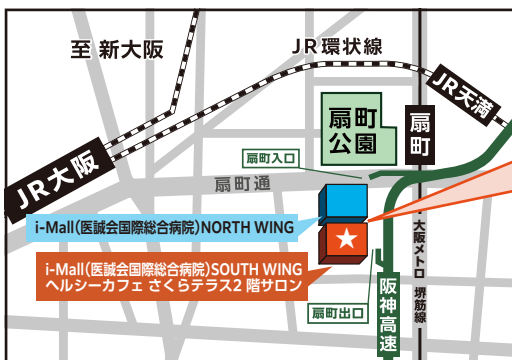 至 新大阪
JR環状線
JR天満
扇町
公園
扇町
扇町入口
JR大阪
扇町通
i-Mall(医誠会国際総合病院)NORTH WING
i-Mall(医誠会国際総合病院)SOUTH WING
ヘルシーカフェ さくらテラス2階サロン
扇町出口
阪神高速
大阪メトロ 堺筋線